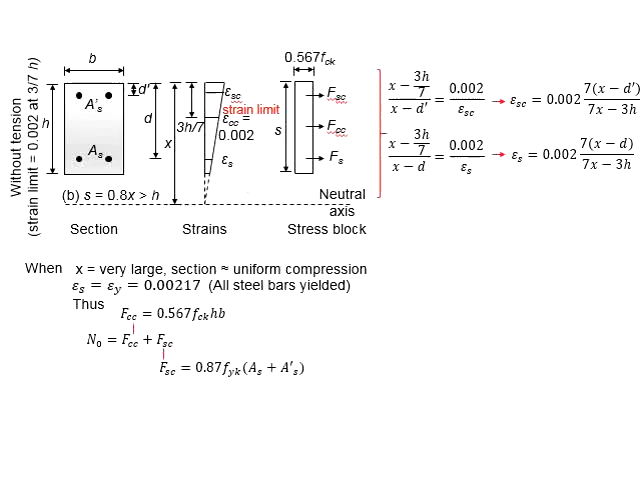 Without tension
(strain limit = 0.002 at 3/7 h)
b
h
A's
As
d'
d
x
3h/7
εsc
strain limit
εcc =
0.002
εs
0.567fck
s
Fsc
Fcc
Fs
(b) s = 0.8x > h
Neutral
axis
Section
Strains
Stress block
(x − 3h/7)/(x − d') = 0.002/εsc → εsc = 0.002 7(x − d')/(7x − 3h)
(x − 3h/7)/(x − d) = 0.002/εs → εs = 0.002 7(x − d)/(7x − 3h)
When x = very large, section ≈ uniform compression
εs = εy = 0.00217 (All steel bars yielded)
Thus
Fcc = 0.567fckhb
No = Fcc + Fsc
Fsc = 0.87fyk(As + A's)